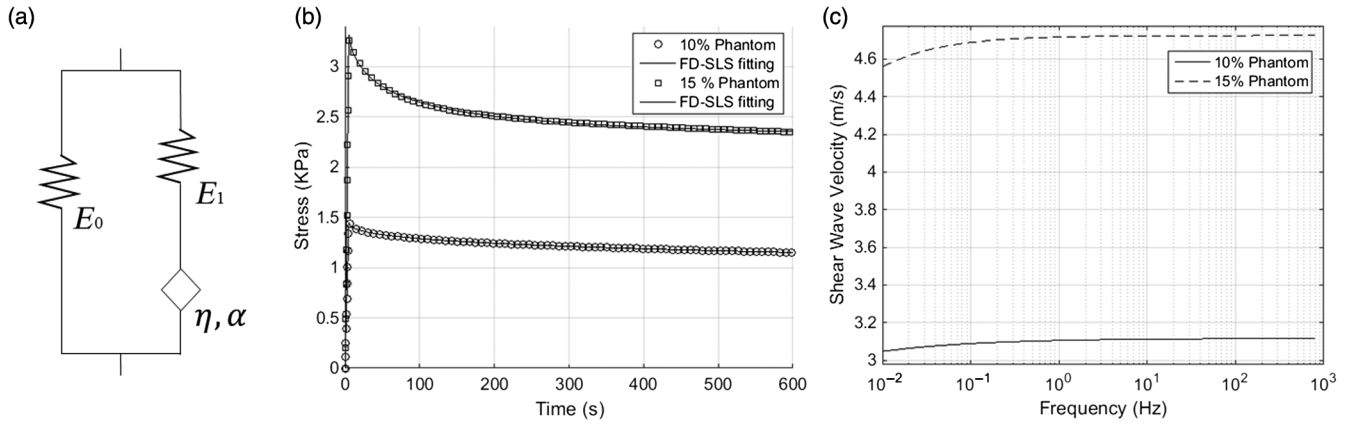 (a)
E₀
E₁
η, α
(b)
Stress (KPa)
3
2.5
2
1.5
1
0.5
0
0 100 200 300 400 500 600
Time (s)
10% Phantom
FD-SLS fitting
15 % Phantom
FD-SLS fitting
(c)
Shear Wave Velocity (m/s)
4.6
4.4
4.2
4
3.8
3.6
3.4
3.2
3
10⁻² 10⁻¹ 10⁰ 10¹ 10² 10³
Frequency (Hz)
10% Phantom
15% Phantom